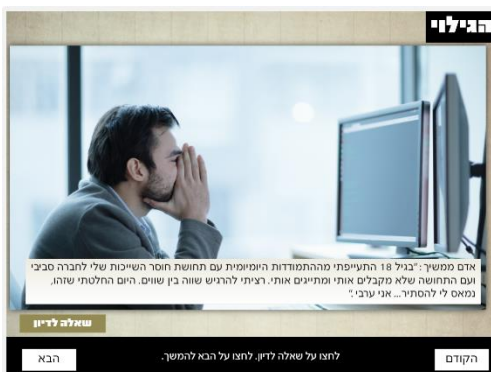 הגילוי
אדם ממשיך: "בגיל 18 התעייפתי מההתמודדות היומיומית עם תחושת חוסר השייכות שלי לחברה סביבי
ועם התחושה שלא מקבלים אותי ומתייגים אותי. רציתי להרגיש שווה בין שווים. היום החלטתי שזהו,
נמאס לי להסתיר... אני ערבי."
שאלה לדיון
הקודם
לחצו על שאלה לדיון. לחצו על הבא להמשך.
הבא